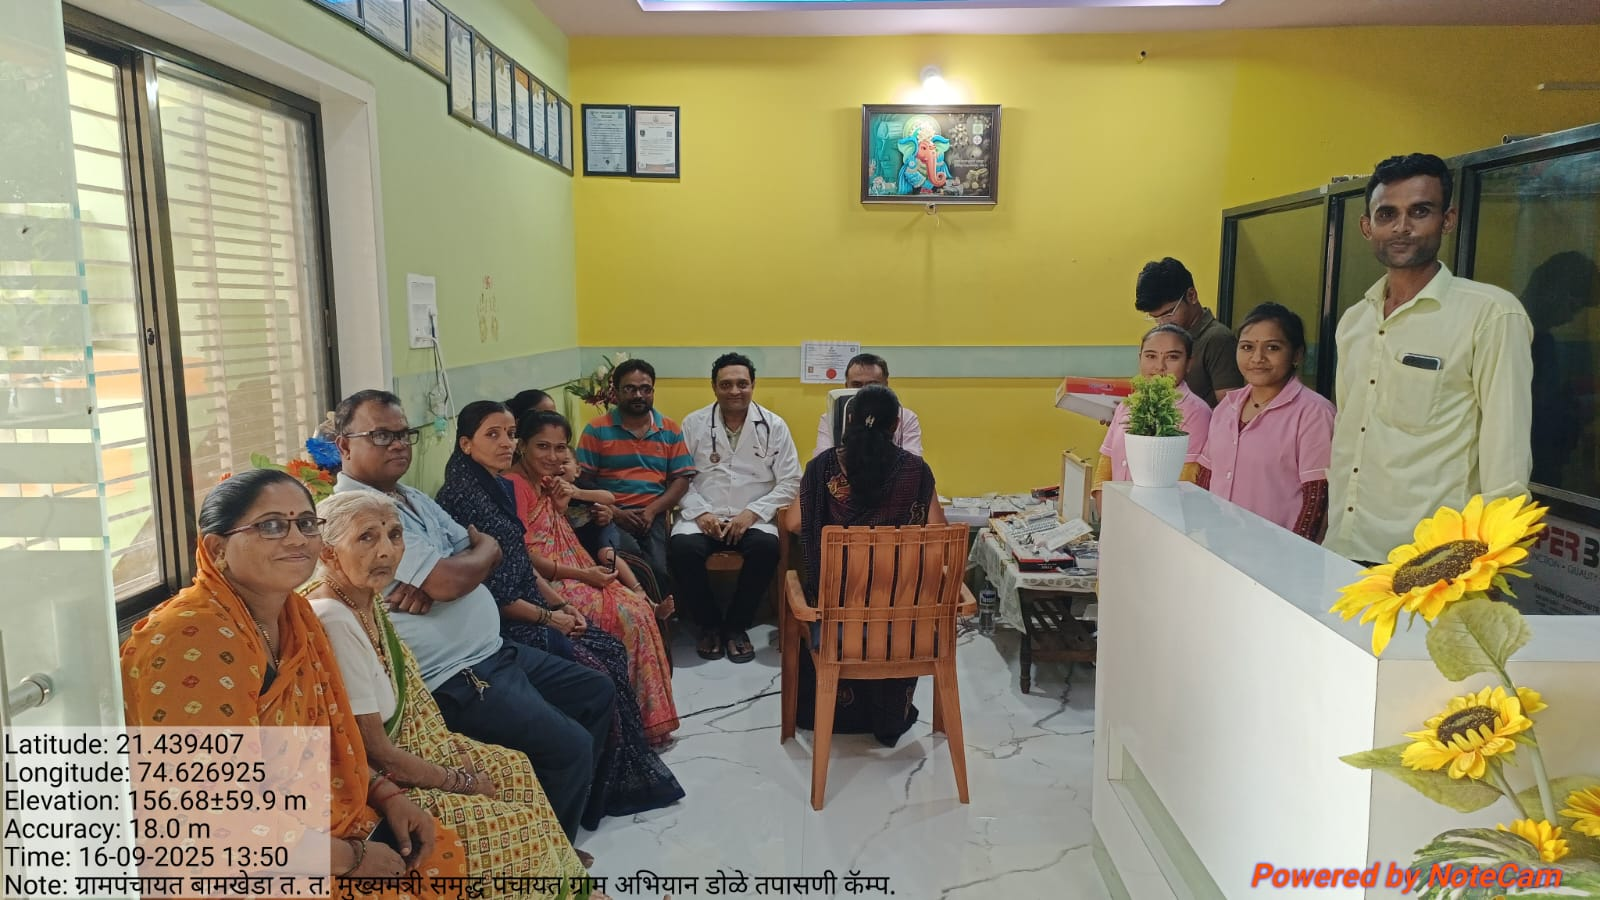 Latitude: 21.439407
Longitude: 74.626925
Elevation: 156.68±59.9 m
Accuracy: 18.0 m
Time: 16-09-2025 13:50
Note: ग्रामपंचायत बामखेडा त. त. मुख्यमंत्री समृद्ध पंचायत ग्राम अभियान डोळे तपासणी कॅम्प.
Powered by NoteCam